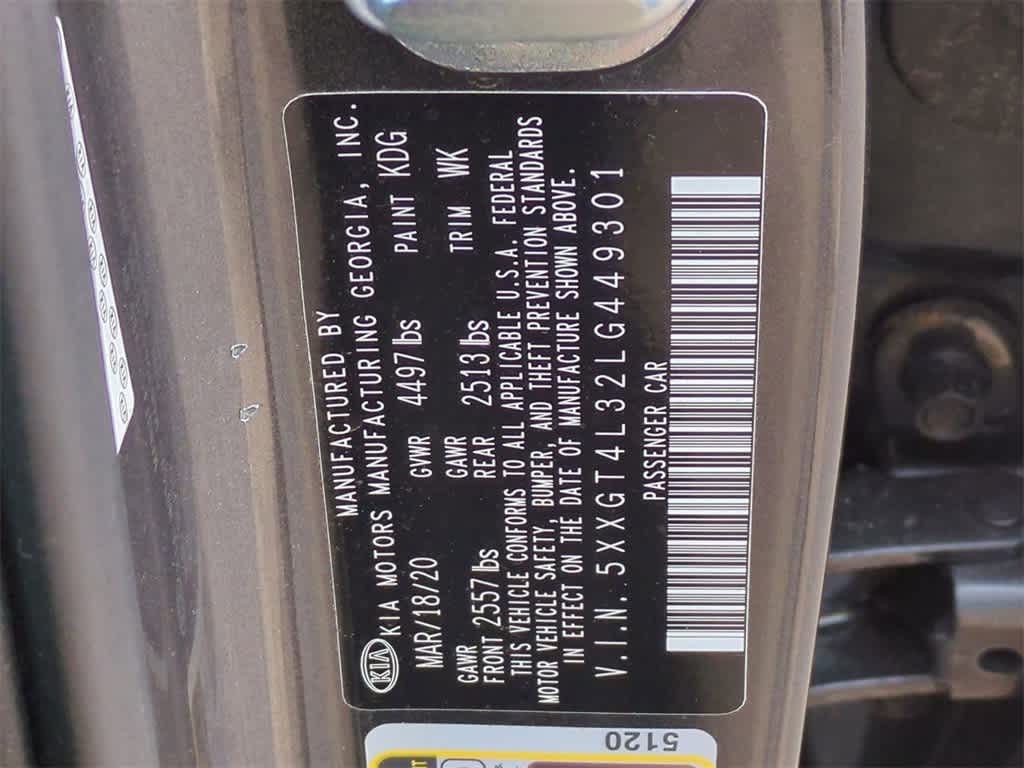 MANUFACTURED BY
KIA KIA MOTORS MANUFACTURING GEORGIA, INC.
MAR/18/20 GVWR 4497 lbs PAINT KDG
GAWR FRONT 2557 lbs GAWR REAR 2513 lbs TRIM WK
THIS VEHICLE CONFORMS TO ALL APPLICABLE U.S.A. FEDERAL
MOTOR VEHICLE SAFETY, BUMPER, AND THEFT PREVENTION STANDARDS
IN EFFECT ON THE DATE OF MANUFACTURE SHOWN ABOVE.
V.I.N. 5XXGT4L32LG449301
PASSENGER CAR
5120